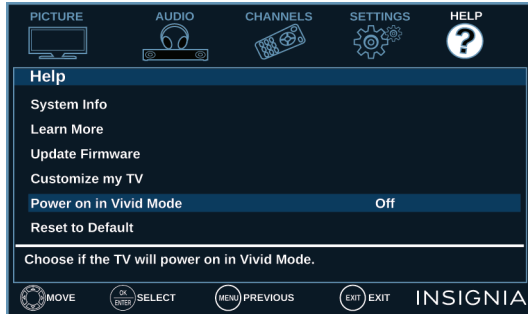 PICTURE AUDIO CHANNELS SETTINGS HELP
?
Help
System Info
Learn More
Update Firmware
Customize my TV
Power on in Vivid Mode Off
Reset to Default
Choose if the TV will power on in Vivid Mode.
MOVE OK ENTER SELECT MENU PREVIOUS EXIT EXIT INSIGNIA